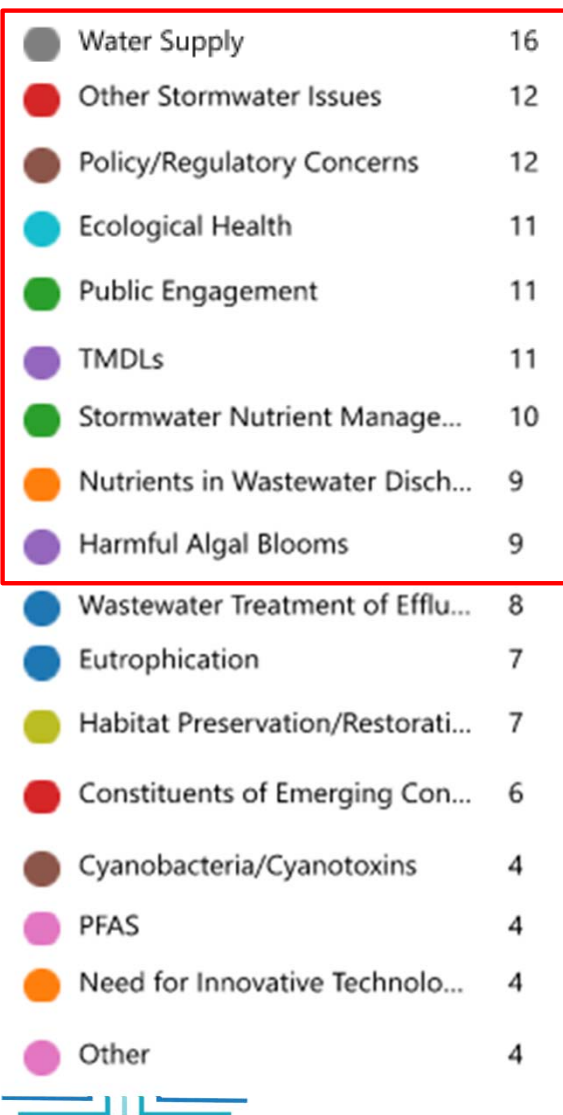 Water Supply 16
Other Stormwater Issues 12
Policy/Regulatory Concerns 12
Ecological Health 11
Public Engagement 11
TMDLs 11
Stormwater Nutrient Manage... 10
Nutrients in Wastewater Disch... 9
Harmful Algal Blooms 9
Wastewater Treatment of Efflu... 8
Eutrophication 7
Habitat Preservation/Restorati... 7
Constituents of Emerging Con... 6
Cyanobacteria/Cyanotoxins 4
PFAS 4
Need for Innovative Technolo... 4
Other 4